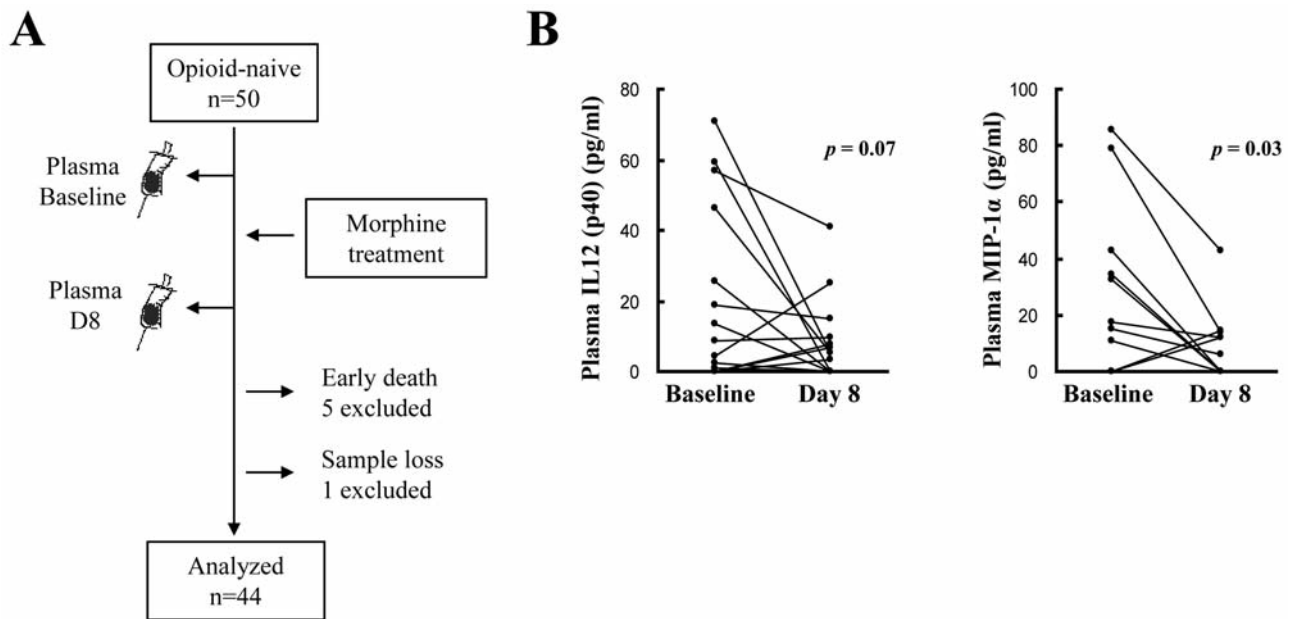 A
Opioid-naive
n=50
Plasma
Baseline
Morphine
treatment
Plasma
D8
Early death
5 excluded
Sample loss
1 excluded
Analyzed
n=44
B
Plasma IL12 (p40) (pg/ml)
80
60
40
20
0
p = 0.07
Baseline
Day 8
Plasma MIP-1α (pg/ml)
100
80
60
40
20
0
p = 0.03
Baseline
Day 8